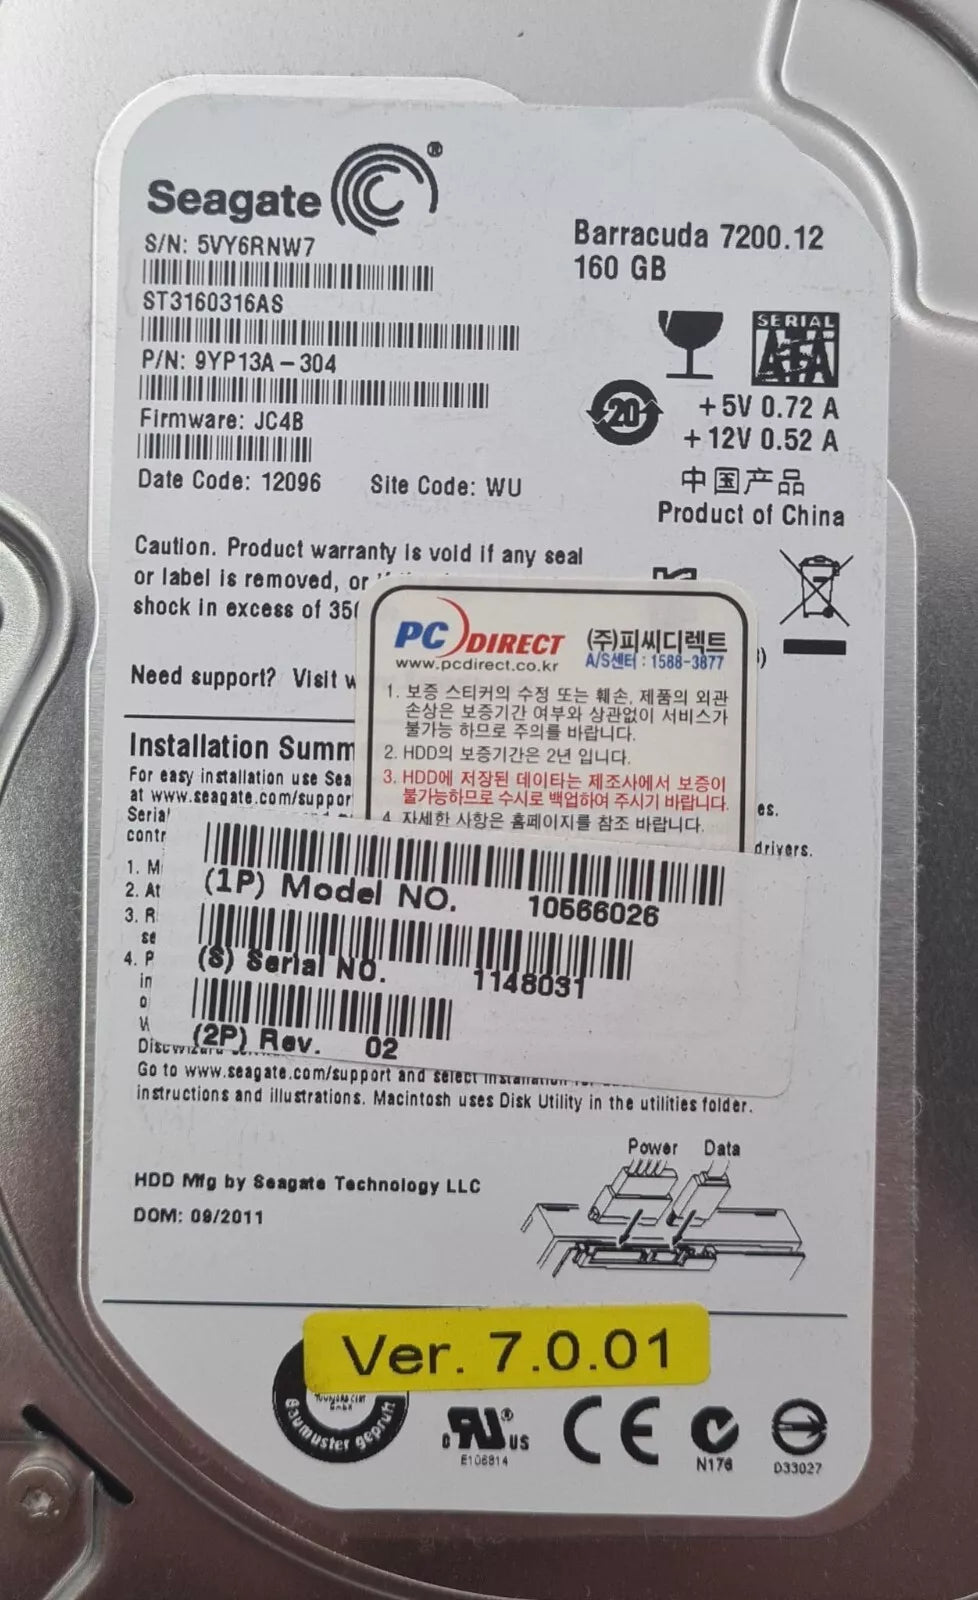 Seagate ®
S/N: 5VY6RNW7
ST3160316AS
P/N: 9YP13A-304
Firmware: JC4B
Date Code: 12096 Site Code: WU
Barracuda 7200.12
160 GB
SERIAL
ATA
20
+5V 0.72 A
+12V 0.52 A
中国产品
Product of China
Caution. Product warranty is void if any seal
or label is removed, or
shock in excess of 350
Need support? Visit w
PC DIRECT
www.pcdirect.co.kr
(주)피씨디렉트
A/S센터 : 1588-3877
1. 보증 스티커의 수정 또는 훼손, 제품의 외관
손상은 보증기간 여부와 상관없이 서비스가
불가능 하므로 주의를 바랍니다.
2. HDD의 보증기간은 2년 입니다.
3. HDD에 저장된 데이타는 제조사에서 보증이
불가능하므로 수시로 백업하여 주시기 바랍니다.
4. 자세한 사항은 홈페이지를 참조 바랍니다.
Installation Summ
For easy installation use Sea
at www.seagate.com/suppor
Serial
contr
es.
drivers.
1. M
2. At
3. R
se
4. P
in
o
(1P) Model NO. 10566026
(S) Serial NO. 1148031
(2P) Rev. 02
Go to www.seagate.com/support and select
instructions and illustrations. Macintosh uses Disk Utility in the utilities folder.
Power Data
HDD Mfg by Seagate Technology LLC
DOM: 09/2011
Ver. 7.0.01
Baumuster geprüft
c RU ® US
E106814
CE
N176
D33027